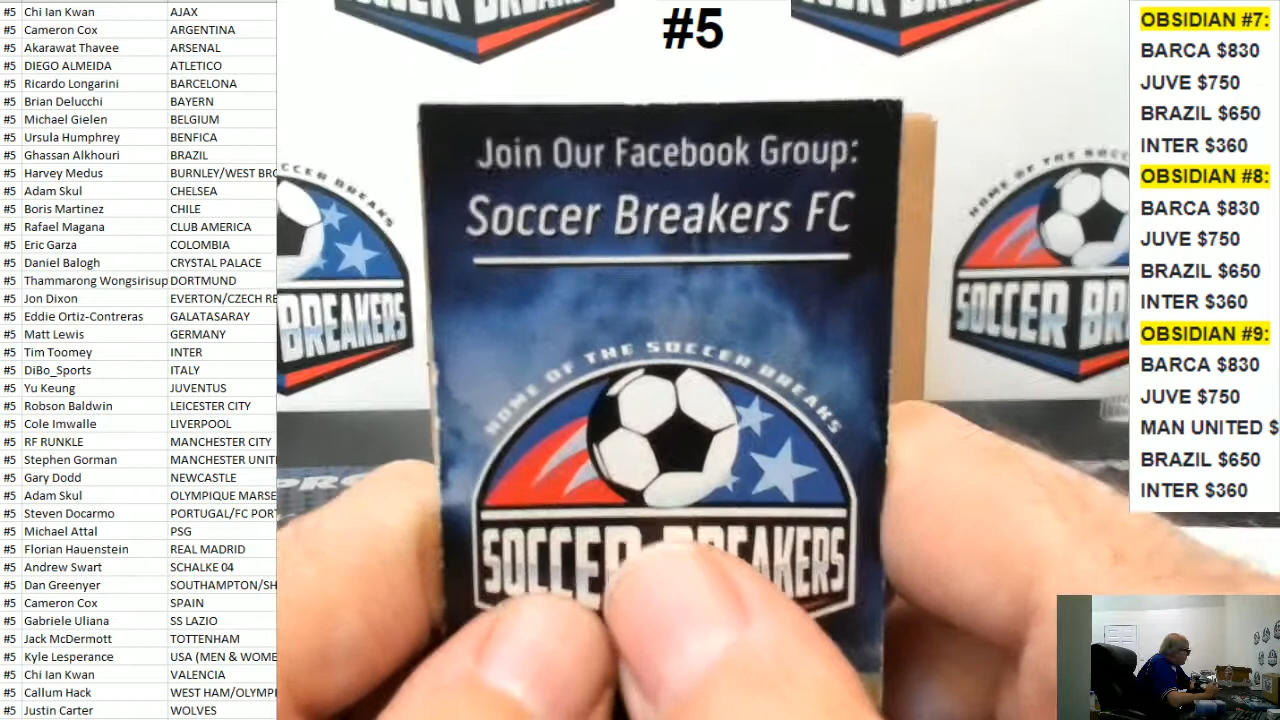 #5 Chi Ian Kwan AJAX
#5 Cameron Cox ARGENTINA
#5 Akarawat Thavee ARSENAL
#5 DIEGO ALMEIDA ATLETICO
#5 Ricardo Longarini BARCELONA
#5 Brian Delucchi BAYERN
#5 Michael Gielen BELGIUM
#5 Ursula Humphrey BENFICA
#5 Ghassan Alkhouri BRAZIL
#5 Harvey Medus BURNLEY/WEST BRO
#5 Adam Skul CHELSEA
#5 Boris Martinez CHILE
#5 Rafael Magana CLUB AMERICA
#5 Eric Garza COLOMBIA
#5 Daniel Balogh CRYSTAL PALACE
#5 Thammarong Wongsirisup DORTMUND
#5 Jon Dixon EVERTON/CZECH RE
#5 Eddie Ortiz-Contreras GALATASARAY
#5 Matt Lewis GERMANY
#5 Tim Toomey INTER
#5 DiBo_Sports ITALY
#5 Yu Keung JUVENTUS
#5 Robson Baldwin LEICESTER CITY
#5 Cole Imwalle LIVERPOOL
#5 RF RUNKLE MANCHESTER CITY
#5 Stephen Gorman MANCHESTER UNIT
#5 Gary Dodd NEWCASTLE
#5 Adam Skul OLYMPIQUE MARSE
#5 Steven Docarmo PORTUGAL/FC PORT
#5 Michael Attal PSG
#5 Florian Hauenstein REAL MADRID
#5 Andrew Swart SCHALKE 04
#5 Dan Greenyer SOUTHAMPTON/SH
#5 Cameron Cox SPAIN
#5 Gabriele Uliana SS LAZIO
#5 Jack McDermott TOTTENHAM
#5 Kyle Lesperance USA (MEN & WOME
#5 Chi Ian Kwan VALENCIA
#5 Callum Hack WEST HAM/OLYMPI
#5 Justin Carter WOLVES
#5
Join Our Facebook Group:
Soccer Breakers FC
HOME OF THE SOCCER BREAKS
SOCCER BREAKERS
BREAKERS
HOME OF THE SOCC
SOCCER BR
OBSIDIAN #7:
BARCA $830
JUVE $750
BRAZIL $650
INTER $360
OBSIDIAN #8:
BARCA $830
JUVE $750
BRAZIL $650
INTER $360
OBSIDIAN #9:
BARCA $830
JUVE $750
MAN UNITED $
BRAZIL $650
INTER $360